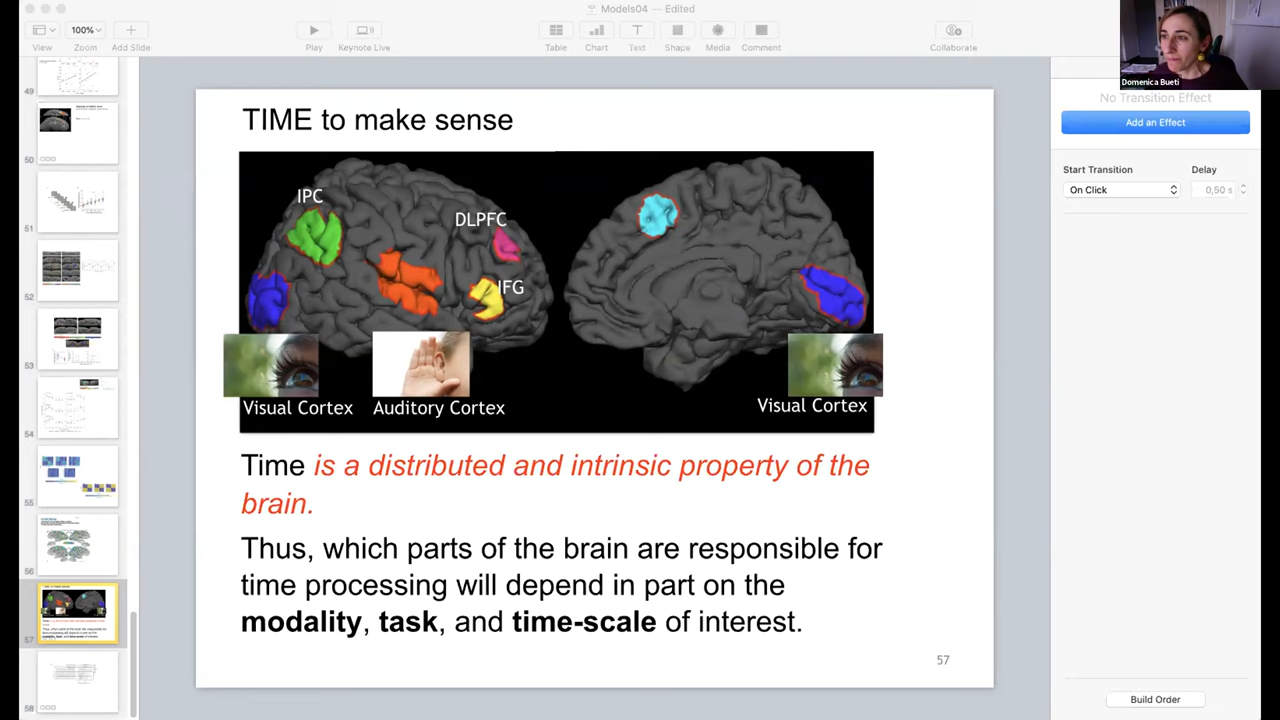 Models04 — Edited
View
100%
Zoom
Add Slide
Play
Keynote Live
Table
Chart
Text
Shape
Media
Comment
Collaborate
Domenica Bueti
No Transition Effect
Add an Effect
Start Transition
Delay
On Click
0,50 s
Build Order
49
50
51
52
53
54
55
56
57
58
TIME to make sense
IPC
DLPFC
IFG
Visual Cortex
Auditory Cortex
Visual Cortex
Time is a distributed and intrinsic property of the
brain.
Thus, which parts of the brain are responsible for
time processing will depend in part on the
modality, task, and time-scale of interest.
57